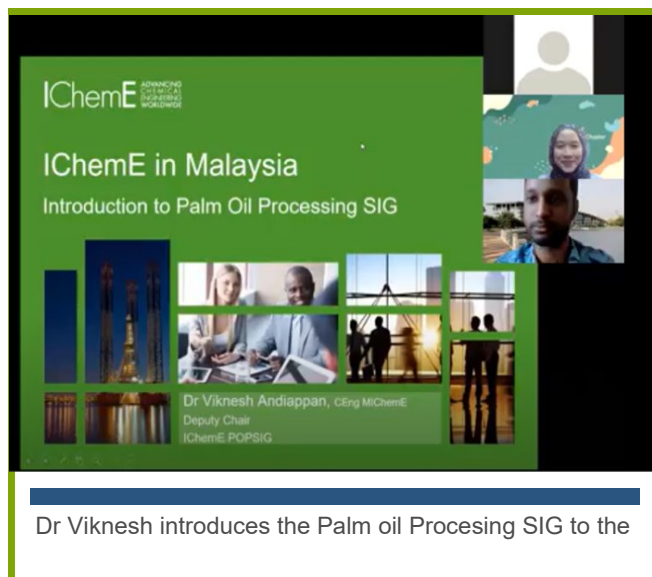 IChemE ADVANCING
CHEMICAL
ENGINEERING
WORLDWIDE
IChemE in Malaysia
Introduction to Palm Oil Processing SIG
Chapter
Dr Viknesh Andiappan, CEng MIChemE
Deputy Chair
IChemE POPSIG
Dr Viknesh introduces the Palm oil Procesing SIG to the